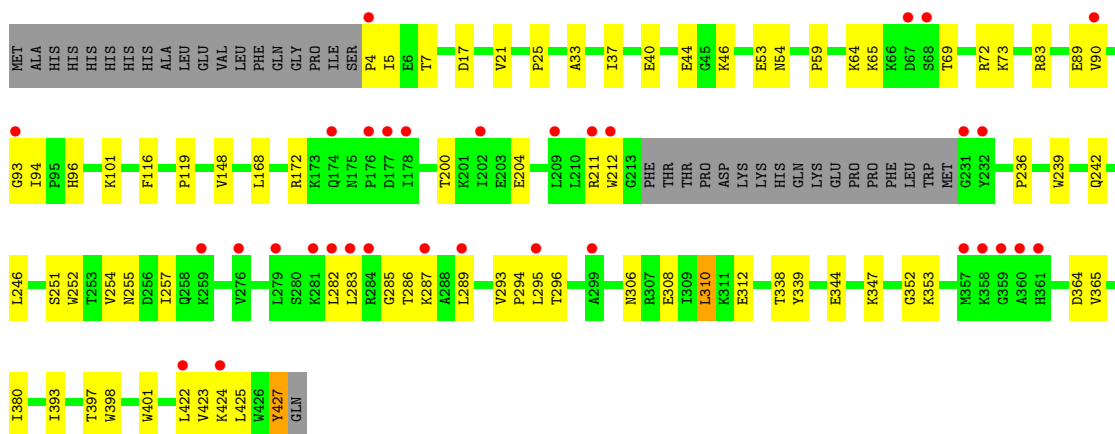 MET ALA HIS HIS HIS HIS HIS HIS ALA LEU GLU VAL LEU PHE GLN GLY PRO ILE SER P4 I5 E6 T7 D17 V21 P25 A33 I37 E40 E44 G45 K46 E53 N54 P59 K64 K65 K66 D67 S68 T69 R72 K73 R83 E89 V90
G93 I94 P95 H96 K101 F116 P119 V148 L168 R172 K173 Q174 N175 P176 D177 I178 T200 K201 I202 E203 E204 L209 L210 R211 W212 G213 PHE THR THR PRO ASP LYS LYS HIS GLN LYS GLU PRO PRO PHE LEU TRP MET G231 Y232 P236 W239 Q242
L246 S251 W252 T253 V254 N255 D256 I257 Q258 K259 V276 L279 S280 K281 L282 L283 R284 G285 T286 K287 A288 L289 V293 P294 L295 T296 A299 N306 R307 E308 I309 L310 K311 E312 T338 Y339 E344 K347 G352 K353 M357 K358 G359 A360 H361 D364 V365
I380 I393 T397 W398 W401 L422 V423 K424 L425 W426 Y427 GLN